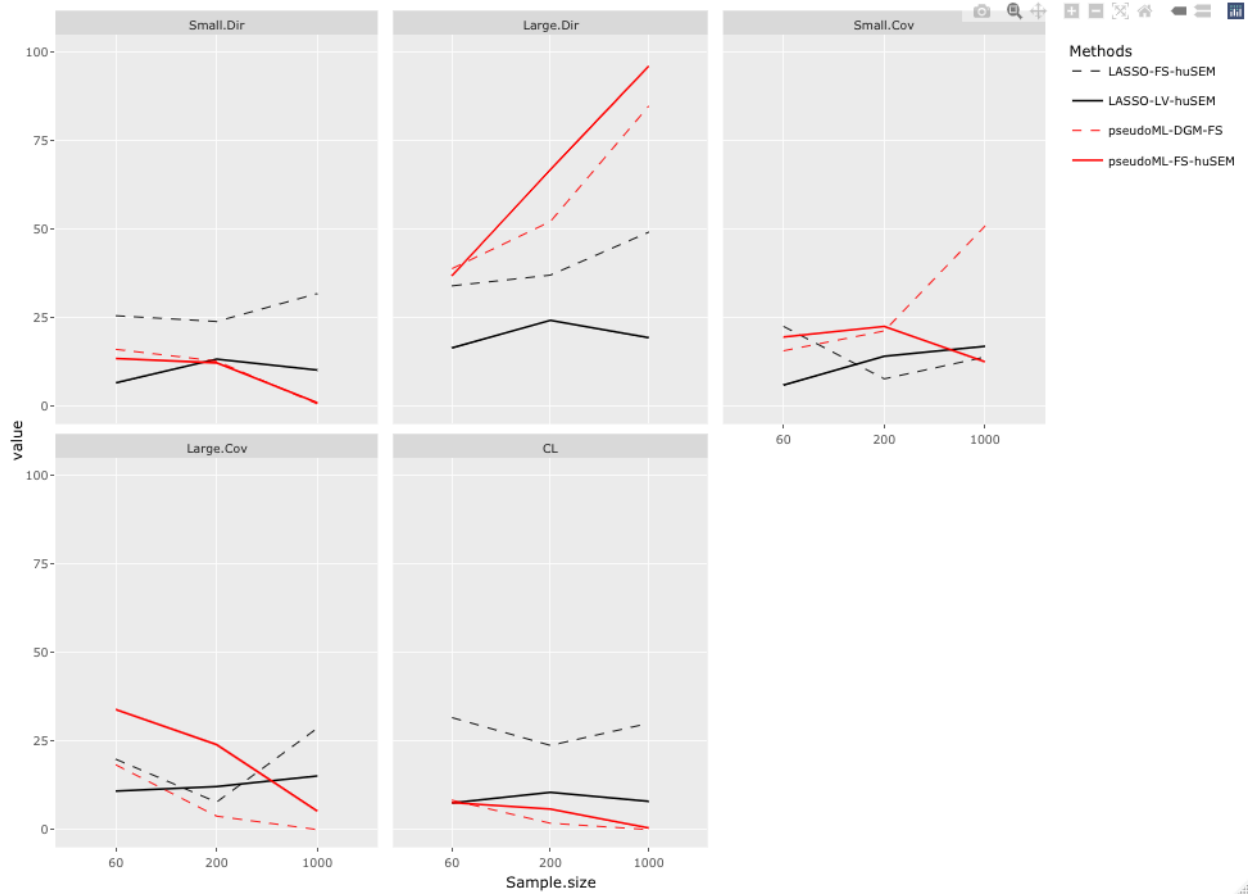 Small.Dir
Large.Dir
Small.Cov
Methods
LASSO-FS-huSEM
LASSO-LV-huSEM
pseudoML-DGM-FS
pseudoML-FS-huSEM
100
75
50
25
0
60
200
1000
value
Large.Cov
CL
100
75
50
25
0
60
200
1000
60
200
1000
Sample.size